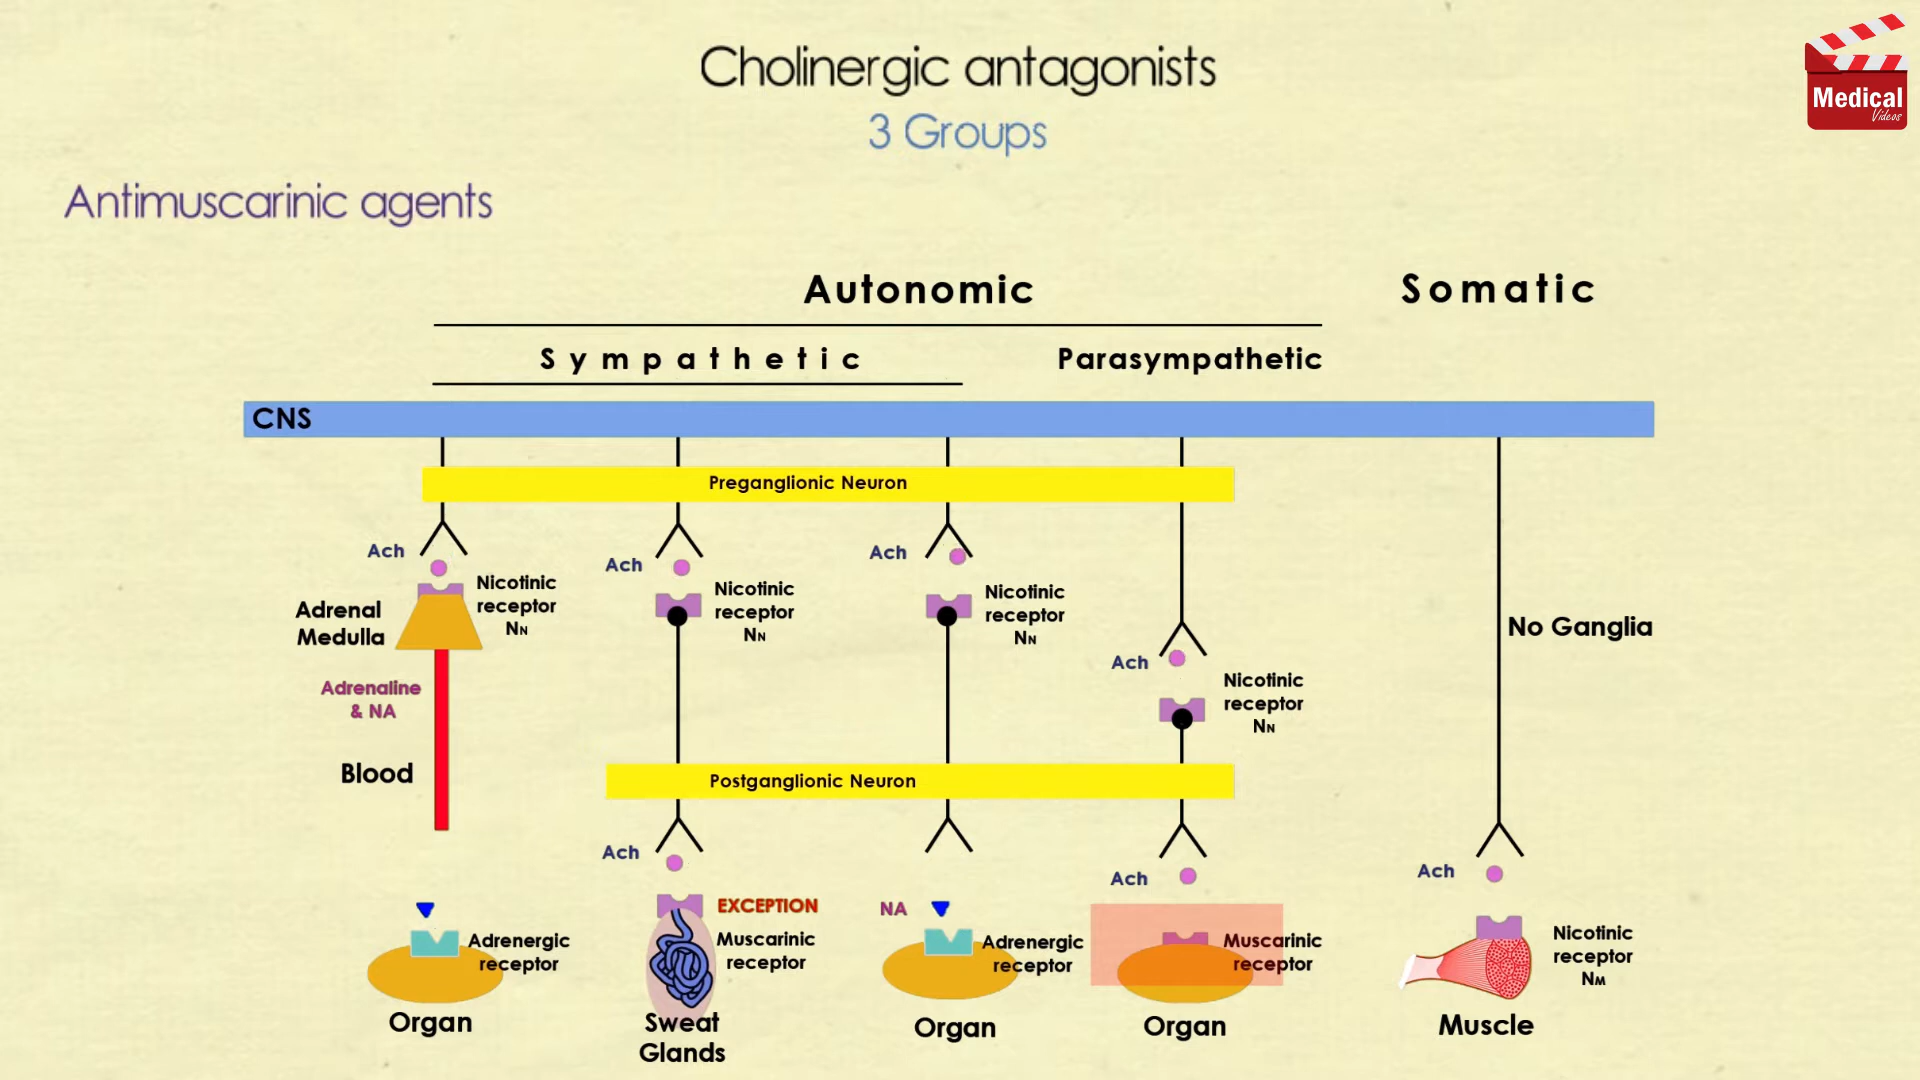 Cholinergic antagonists
3 Groups
Medical
Videos
Antimuscarinic agents
Autonomic
Somatic
Sympathetic
Parasympathetic
CNS
Preganglionic Neuron
Ach
Nicotinic
receptor
NN
Adrenal
Medulla
Adrenaline
& NA
Blood
Adrenergic
receptor
Organ
Ach
Nicotinic
receptor
NN
Postganglionic Neuron
Ach
EXCEPTION
Muscarinic
receptor
Sweat
Glands
Ach
Nicotinic
receptor
NN
NA
Adrenergic
receptor
Organ
Ach
Nicotinic
receptor
NN
Ach
Muscarinic
receptor
Organ
No Ganglia
Ach
Nicotinic
receptor
NM
Muscle